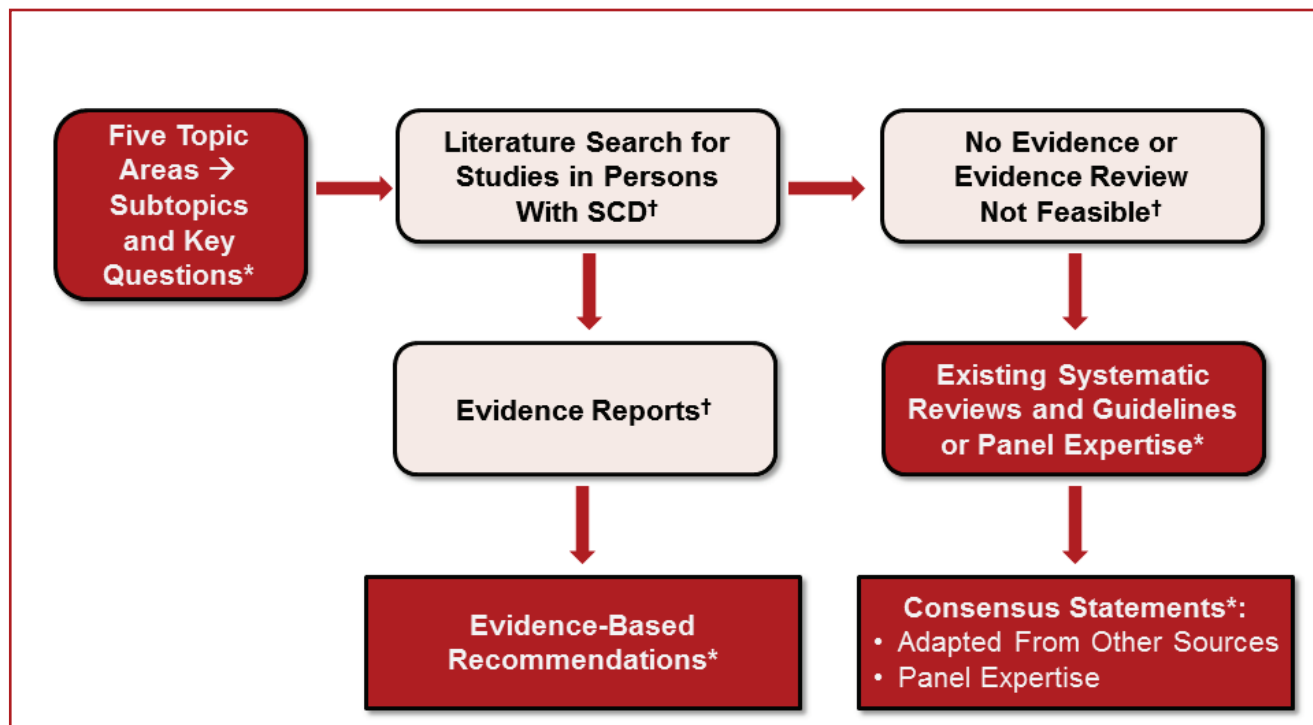 Five Topic
Areas →
Subtopics
and Key
Questions*
Literature Search for
Studies in Persons
With SCD†
No Evidence or
Evidence Review
Not Feasible†
Evidence Reports†
Existing Systematic
Reviews and Guidelines
or Panel Expertise*
Evidence-Based
Recommendations*
Consensus Statements*:
• Adapted From Other Sources
• Panel Expertise